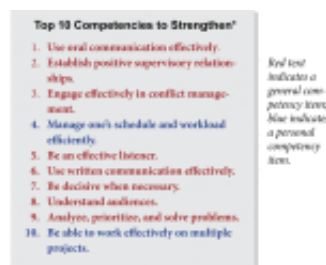 Top 10 Competencies to Strengthen*
1. Use oral communication effectively.
2. Establish positive supervisory relation-
ships.
3. Engage effectively in conflict manage-
ment.
4. Manage one's schedule and workload
efficiently.
5. Be an effective listener.
6. Use written communication effectively.
7. Be decisive when necessary.
8. Understand audiences.
9. Analyze, prioritize, and solve problems.
10. Be able to work effectively on multiple
projects.
Red text
indicates a
general com-
petency item;
blue indicates
a personal
competency
item.